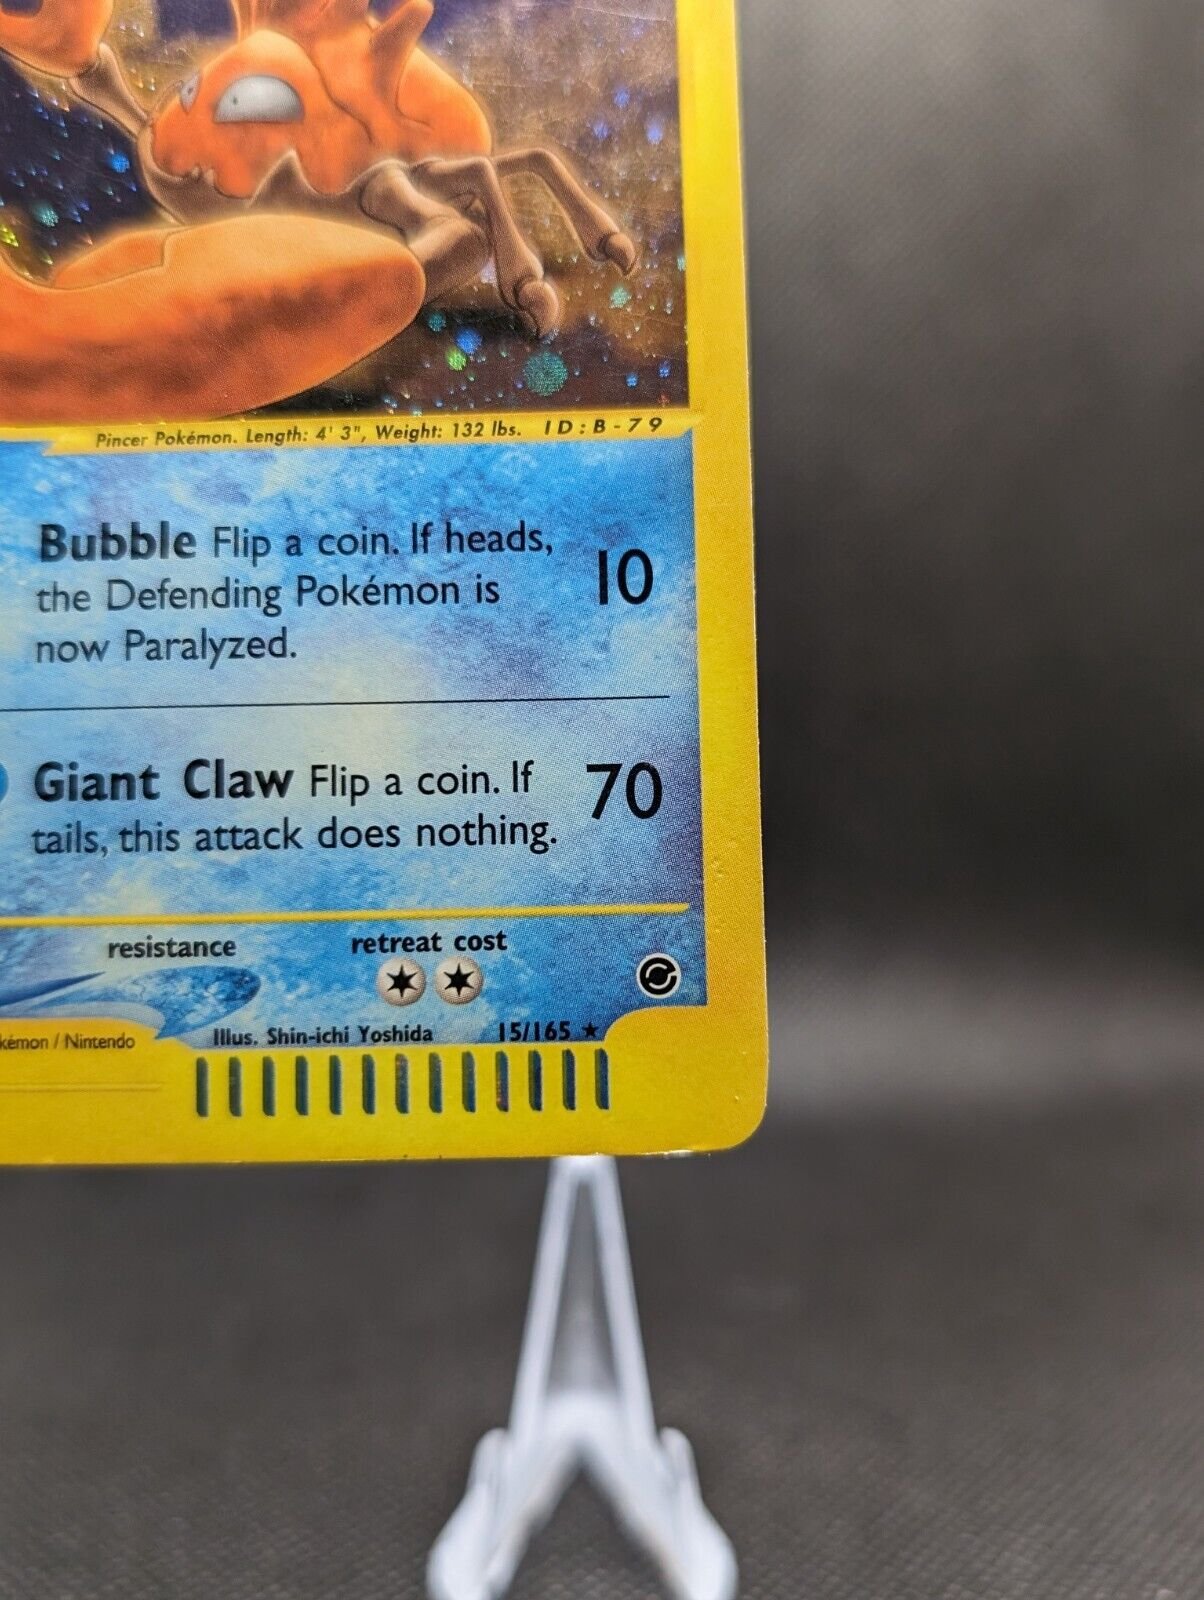 Pincer Pokémon. Length: 4' 3", Weight: 132 lbs. ID:B-79
Bubble Flip a coin. If heads, 10
the Defending Pokémon is
now Paralyzed.
Giant Claw Flip a coin. If 70
tails, this attack does nothing.
resistance retreat cost
kémon / Nintendo Illus. Shin-ichi Yoshida 15/165 ★